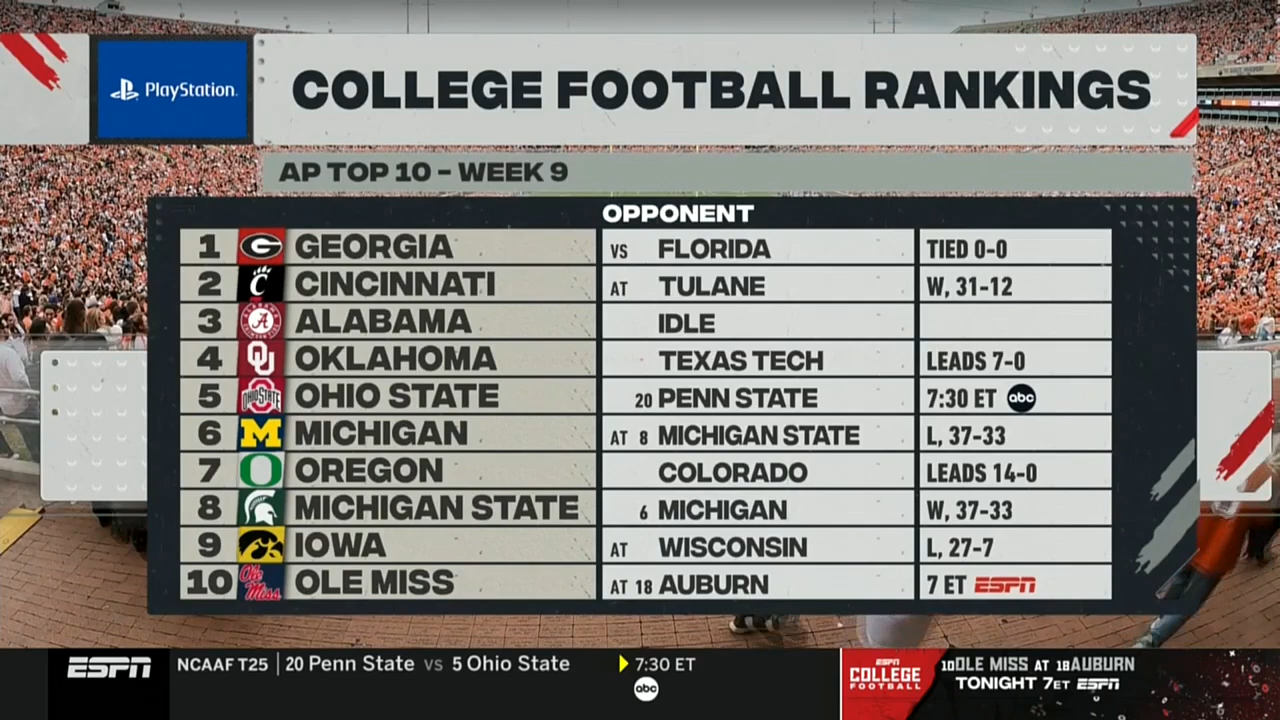 PlayStation.
COLLEGE FOOTBALL RANKINGS
AP TOP 10 – WEEK 9
OPPONENT
1 G GEORGIA VS FLORIDA TIED 0-0
2 C CINCINNATI AT TULANE W, 31-12
3 A ALABAMA IDLE
4 OU OKLAHOMA TEXAS TECH LEADS 7-0
5 OHIO STATE OHIO STATE 20 PENN STATE 7:30 ET abc
6 M MICHIGAN AT 8 MICHIGAN STATE L, 37-33
7 O OREGON COLORADO LEADS 14-0
8 MICHIGAN STATE 6 MICHIGAN W, 37-33
9 IOWA AT WISCONSIN L, 27-7
10 Ole Miss OLE MISS AT 18 AUBURN 7 ET ESPN
ESPN NCAAF T25 20 Penn State vs 5 Ohio State 7:30 ET
abc
ESPN COLLEGE FOOTBALL
10 OLE MISS AT 18 AUBURN
TONIGHT 7ET ESPN